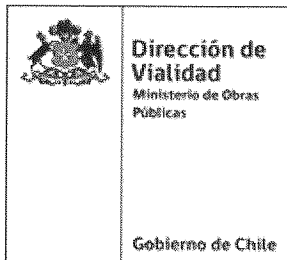 Dirección de
Vialidad
Ministerio de Obras
Públicas
Gobierno de Chile